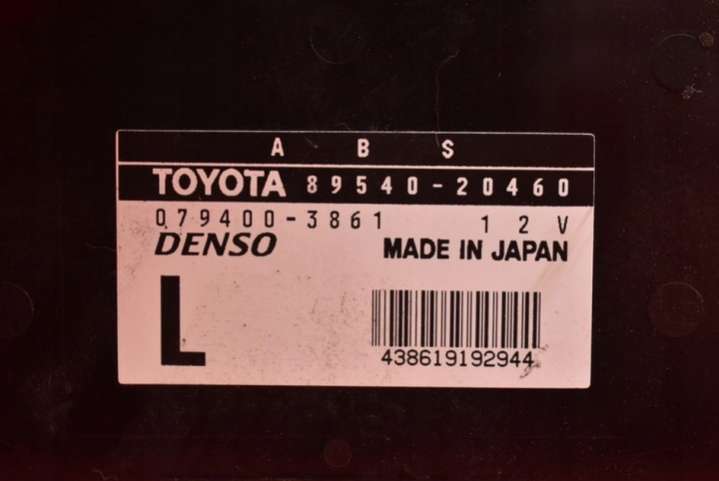 A B S
TOYOTA 89540-20460
079400-3861 12V
DENSO MADE IN JAPAN
L
438619192944